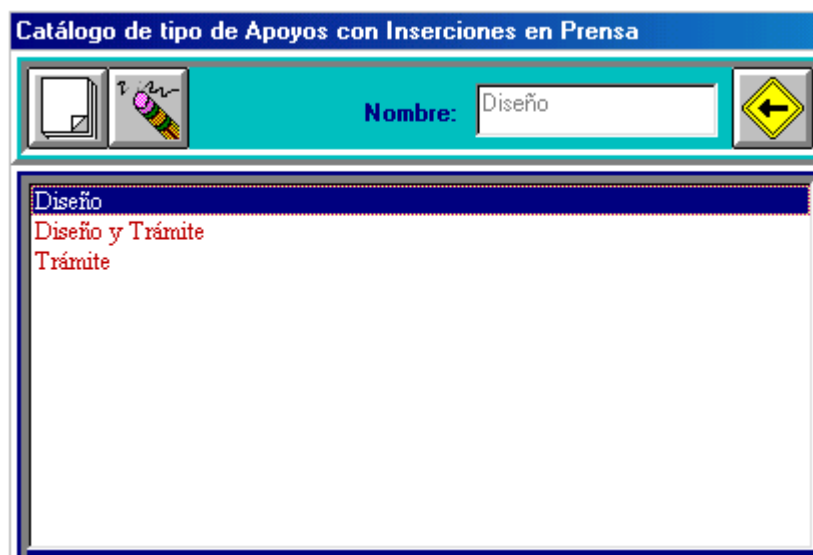 Catálogo de tipo de Apoyos con Inserciones en Prensa
Nombre: Diseño
Diseño
Diseño y Trámite
Trámite